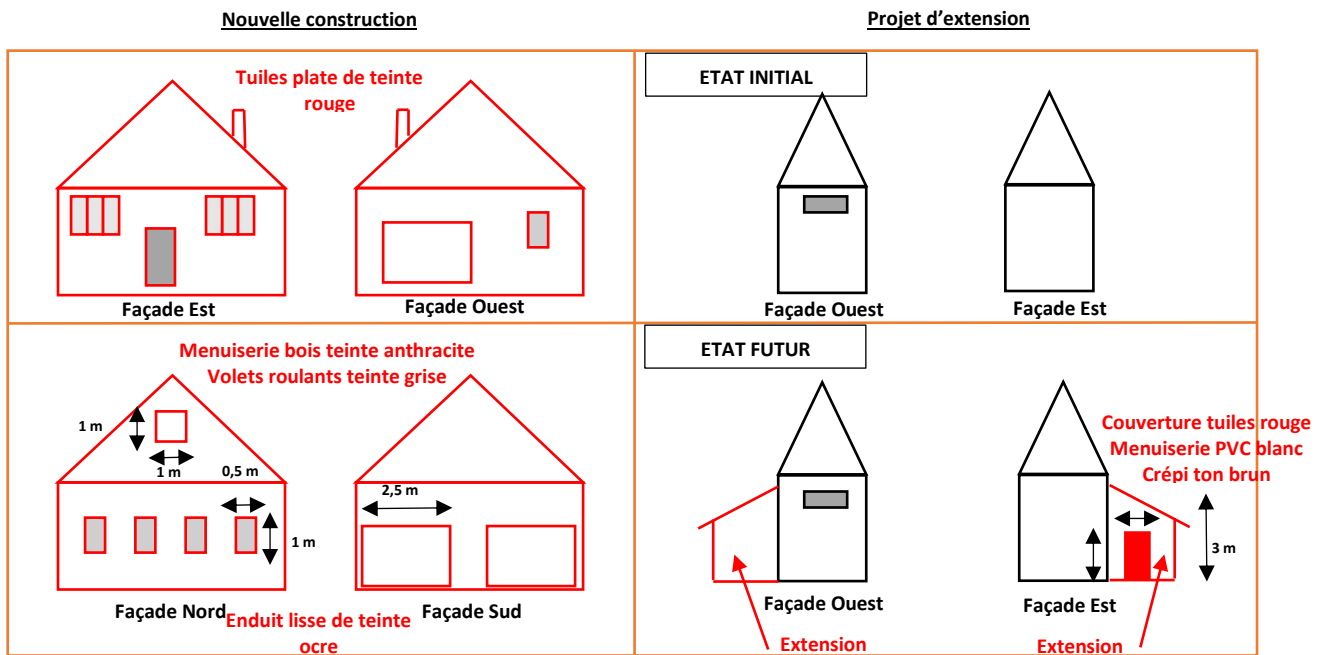 Nouvelle construction
Projet d’extension
Tuiles plate de teinte
rouge
Façade Est
Façade Ouest
ETAT INITIAL
Façade Ouest
Façade Est
Menuiserie bois teinte anthracite
Volets roulants teinte grise
1 m
1 m
0,5 m
1 m
2,5 m
Façade Nord
Façade Sud
Enduit lisse de teinte
ocre
ETAT FUTUR
Couverture tuiles rouge
Menuiserie PVC blanc
Crépi ton brun
3 m
Façade Ouest
Façade Est
Extension
Extension